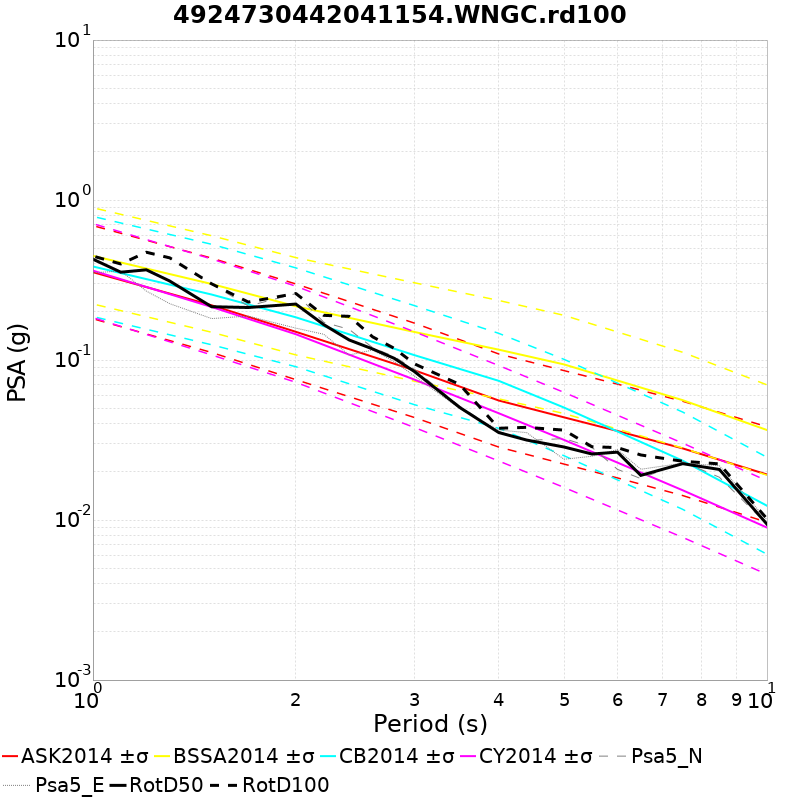 4924730442041154.WNGC.rd100
10^1
10^0
10^-1
10^-2
10^-3
PSA (g)
10^0 2 3 4 5 6 7 8 9 10^1
Period (s)
ASK2014 ±σ BSSA2014 ±σ CB2014 ±σ CY2014 ±σ Psa5_N
Psa5_E RotD50 RotD100